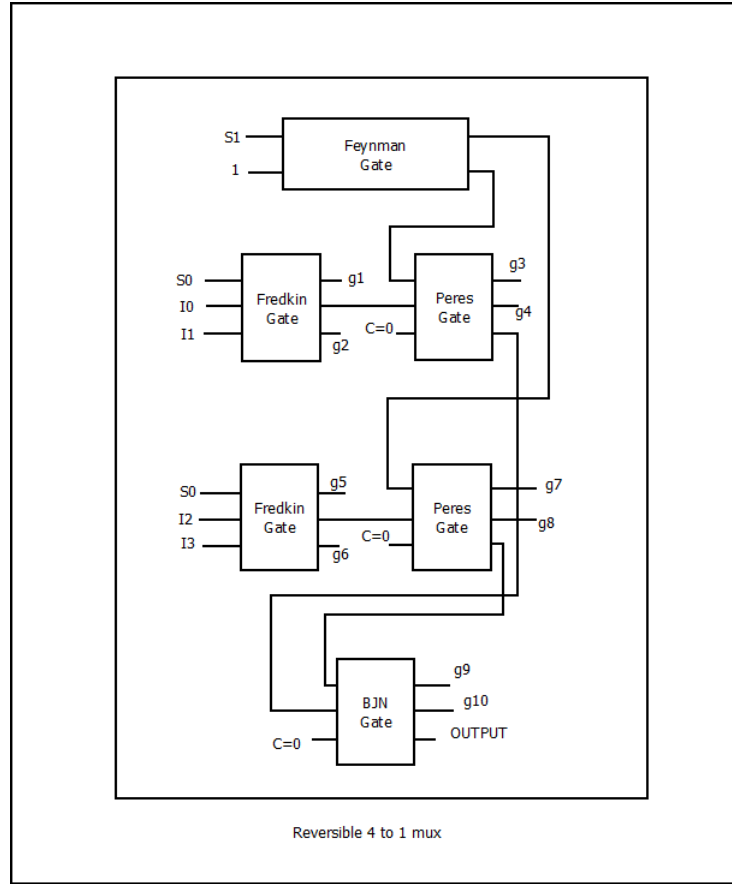 S1
Feynman
Gate
1
S0
I0
I1
Fredkin
Gate
g1
g2
C=0
Peres
Gate
g3
g4
S0
I2
I3
Fredkin
Gate
g5
g6
C=0
Peres
Gate
g7
g8
C=0
BJN
Gate
g9
g10
OUTPUT
Reversible 4 to 1 mux